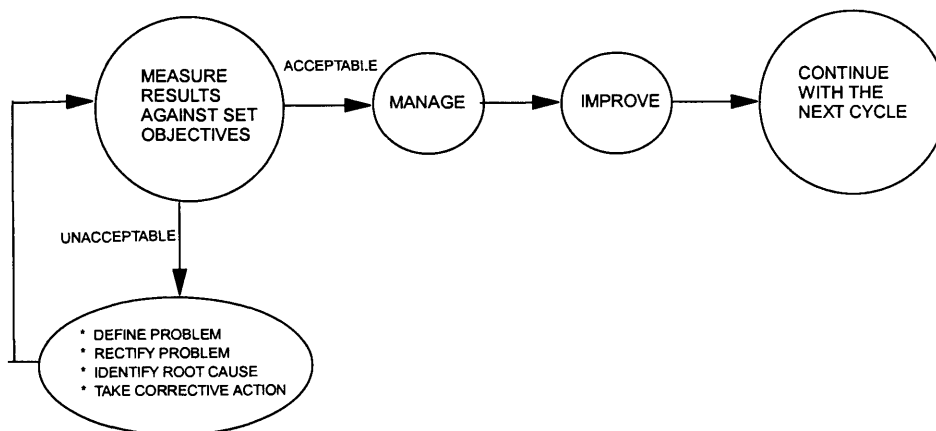 MEASURE
RESULTS
AGAINST SET
OBJECTIVES
ACCEPTABLE
MANAGE
IMPROVE
CONTINUE
WITH THE
NEXT CYCLE
UNACCEPTABLE
* DEFINE PROBLEM
* RECTIFY PROBLEM
* IDENTIFY ROOT CAUSE
* TAKE CORRECTIVE ACTION